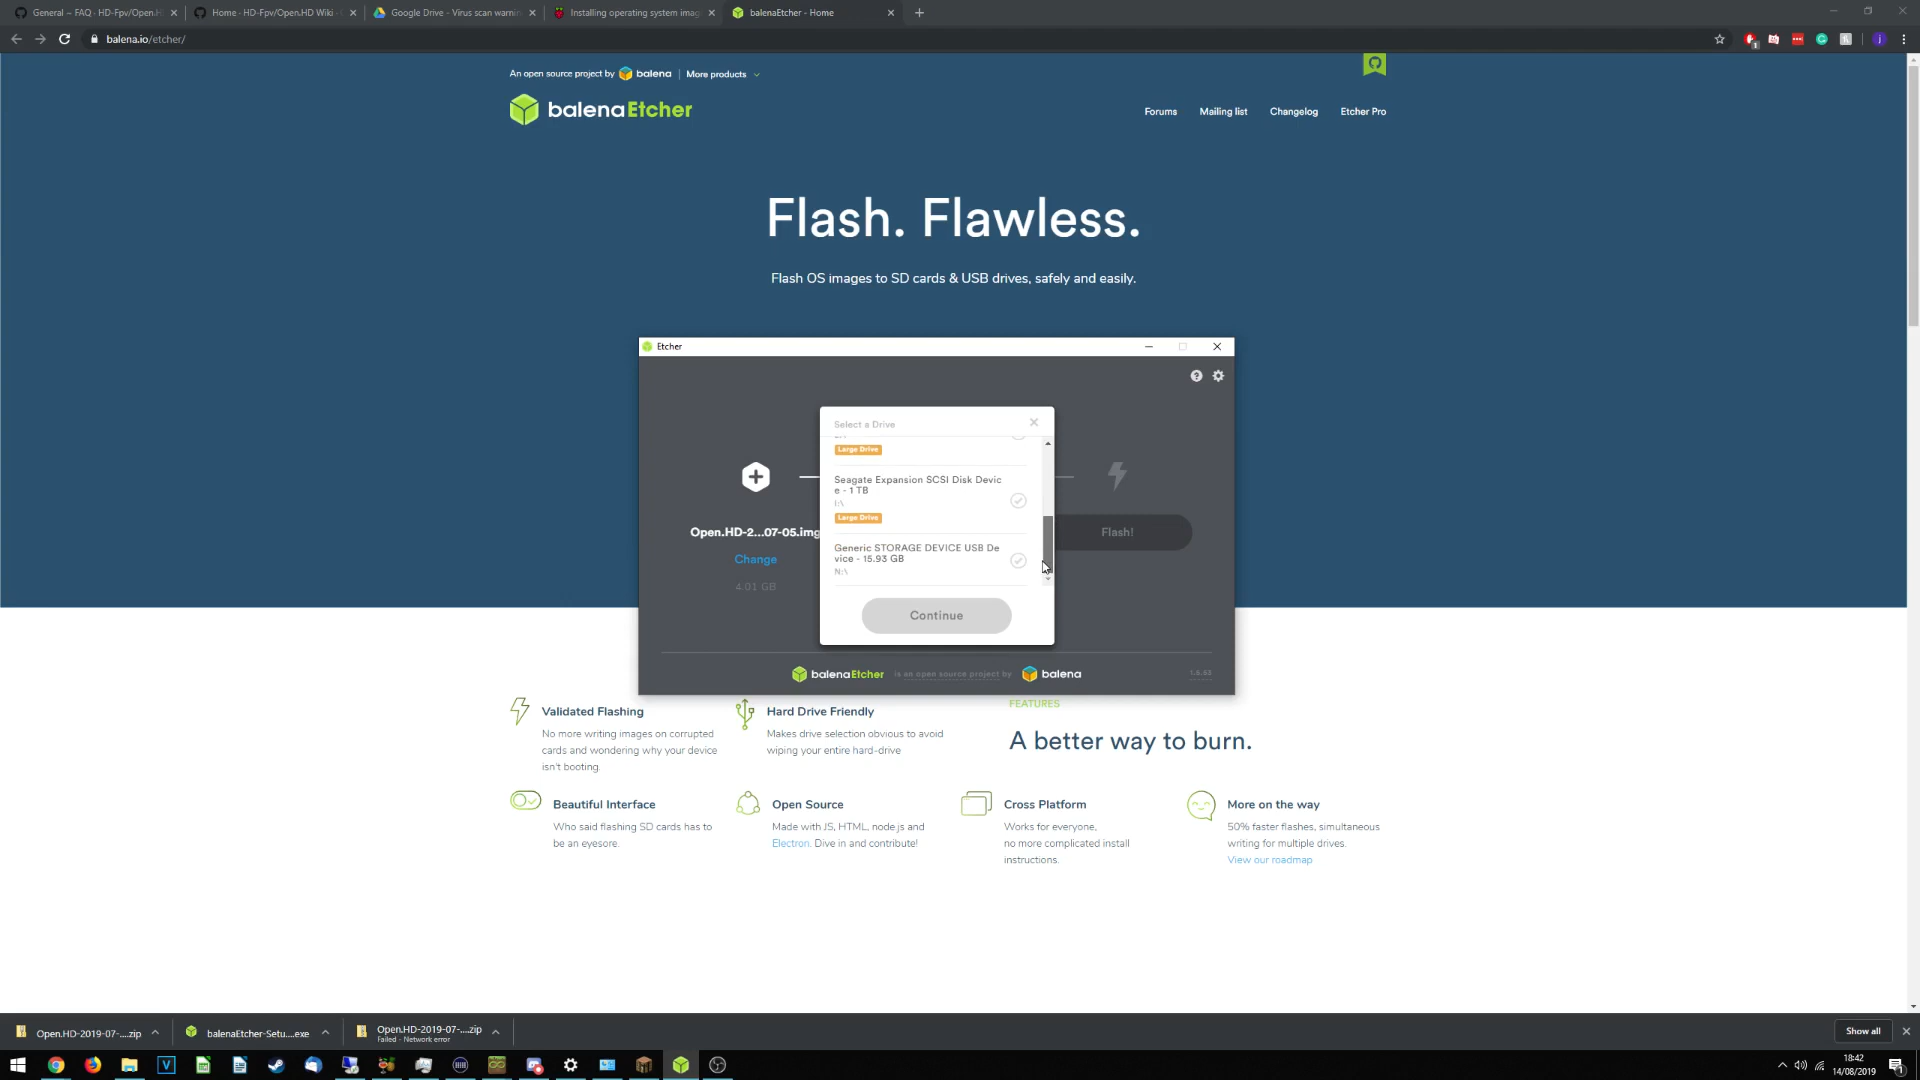 General – FAQ · HD-Fpv/Open.H
Home · HD-Fpv/Open.HD Wiki ·
Google Drive - Virus scan warnin
Installing operating system imag
balenaEtcher - Home
balena.io/etcher/
An open source project by balena | More products
balenaEtcher
Forums
Mailing list
Changelog
Etcher Pro
Flash. Flawless.
Flash OS images to SD cards & USB drives, safely and easily.
Etcher
Select a Drive
Large Drive
Seagate Expansion SCSI Disk Devic
e - 1 TB
I:\
Large Drive
Generic STORAGE DEVICE USB De
vice - 15.93 GB
N:\
Continue
Open.HD-2...07-05.img
Change
4.01 GB
Flash!
balenaEtcher is an open source project by balena
1.5.53
FEATURES
A better way to burn.
Validated Flashing
No more writing images on corrupted
cards and wondering why your device
isn't booting.
Hard Drive Friendly
Makes drive selection obvious to avoid
wiping your entire hard-drive
Beautiful Interface
Who said flashing SD cards has to
be an eyesore.
Open Source
Made with JS, HTML, node.js and
Electron. Dive in and contribute!
Cross Platform
Works for everyone,
no more complicated install
instructions.
More on the way
50% faster flashes, simultaneous
writing for multiple drives.
View our roadmap
Open.HD-2019-07-....zip
balenaEtcher-Setu....exe
Open.HD-2019-07-....zip
Failed - Network error
Show all
18:42
14/08/2019